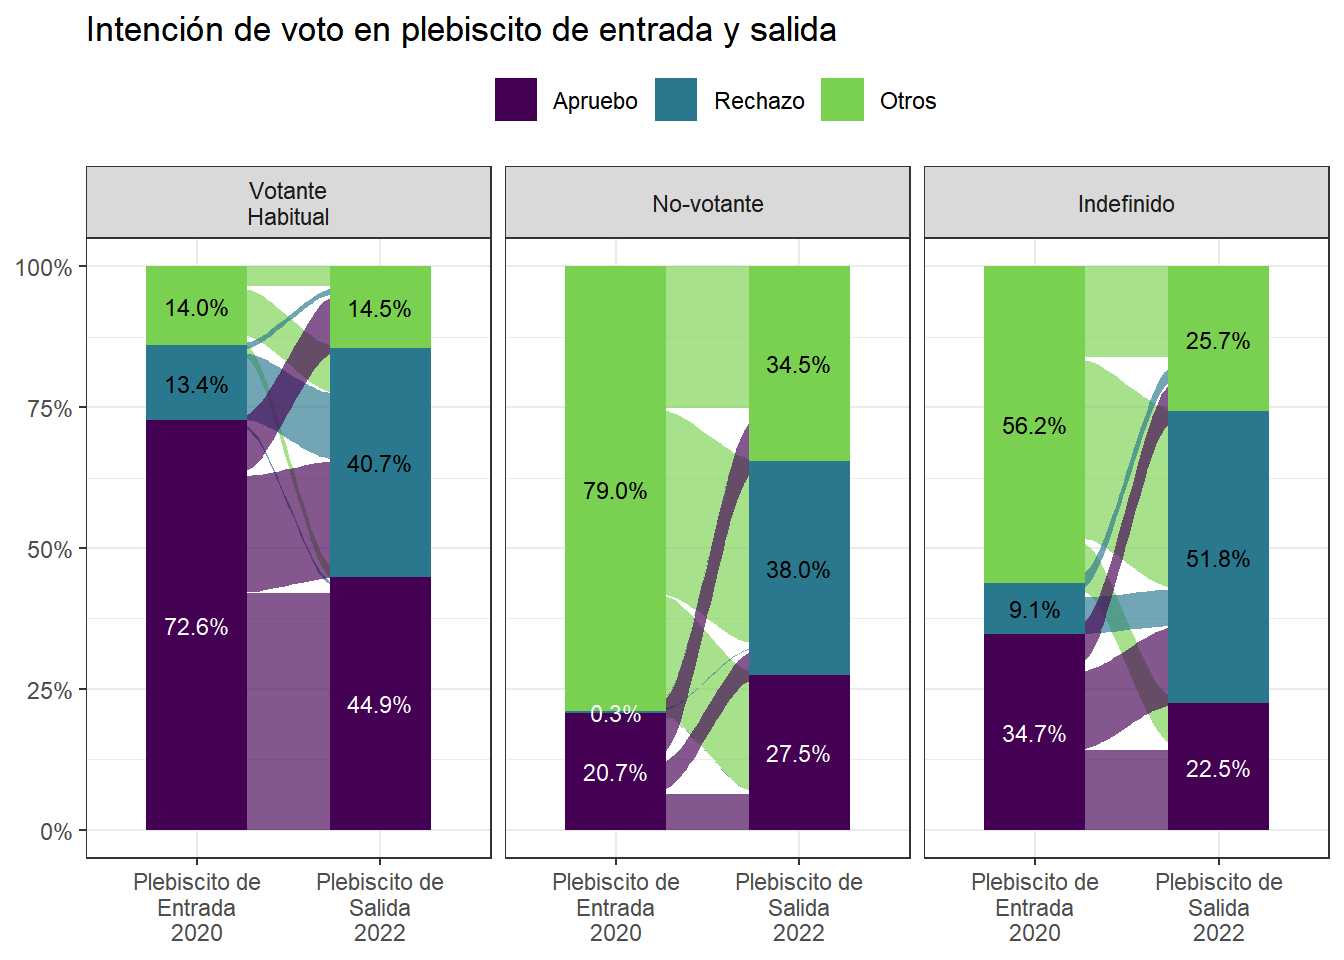 Intención de voto en plebiscito de entrada y salida
Apruebo Rechazo Otros
Votante
Habitual
No-votante
Indefinido
100%
75%
50%
25%
0%
14.0%
13.4%
72.6%
14.5%
40.7%
44.9%
79.0%
0.3%
20.7%
34.5%
38.0%
27.5%
56.2%
9.1%
34.7%
25.7%
51.8%
22.5%
Plebiscito de
Entrada
2020
Plebiscito de
Salida
2022
Plebiscito de
Entrada
2020
Plebiscito de
Salida
2022
Plebiscito de
Entrada
2020
Plebiscito de
Salida
2022